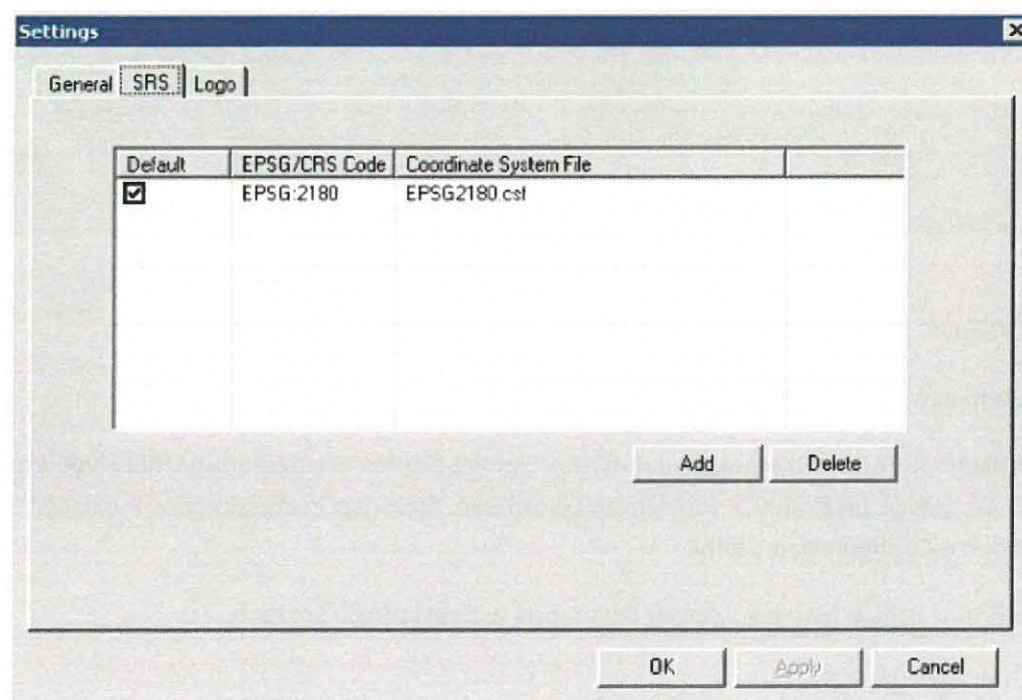 Settings
General SRS Logo
Default EPSG/CRS Code Coordinate System File
EPSG:2180 EPSG2180.csf
Add Delete
OK Apply Cancel